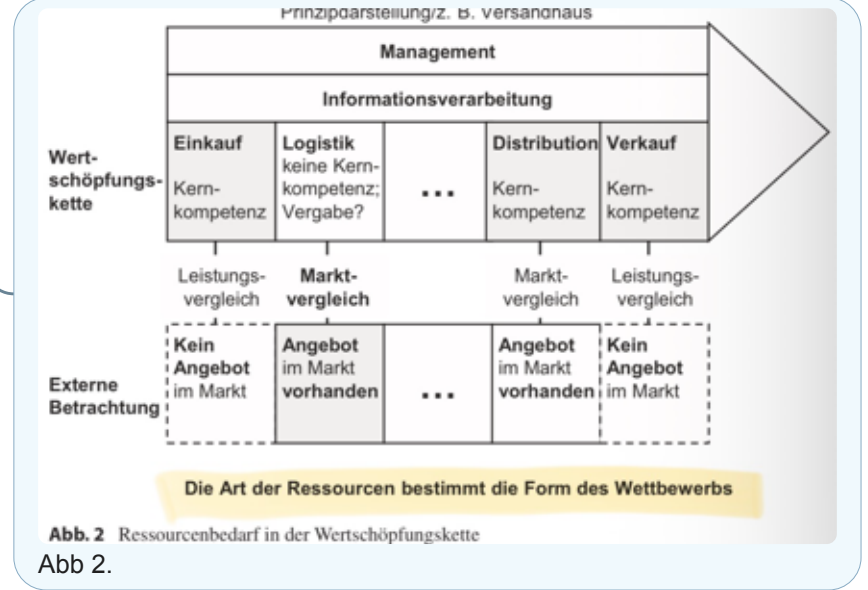 Prinzipdarstellung/z. B. Versandhaus
Management
Informationsverarbeitung
Wert-
schöpfungs-
kette
Einkauf
Kern-
kompetenz
Logistik
keine Kern-
kompetenz;
Vergabe?
...
Distribution
Kern-
kompetenz
Verkauf
Kern-
kompetenz
Leistungs-
vergleich
Markt-
vergleich
Markt-
vergleich
Leistungs-
vergleich
Externe
Betrachtung
Kein
Angebot
im Markt
Angebot
im Markt
vorhanden
...
Angebot
im Markt
vorhanden
Kein
Angebot
im Markt
Die Art der Ressourcen bestimmt die Form des Wettbewerbs
Abb. 2 Ressourcenbedarf in der Wertschöpfungskette
Abb 2.